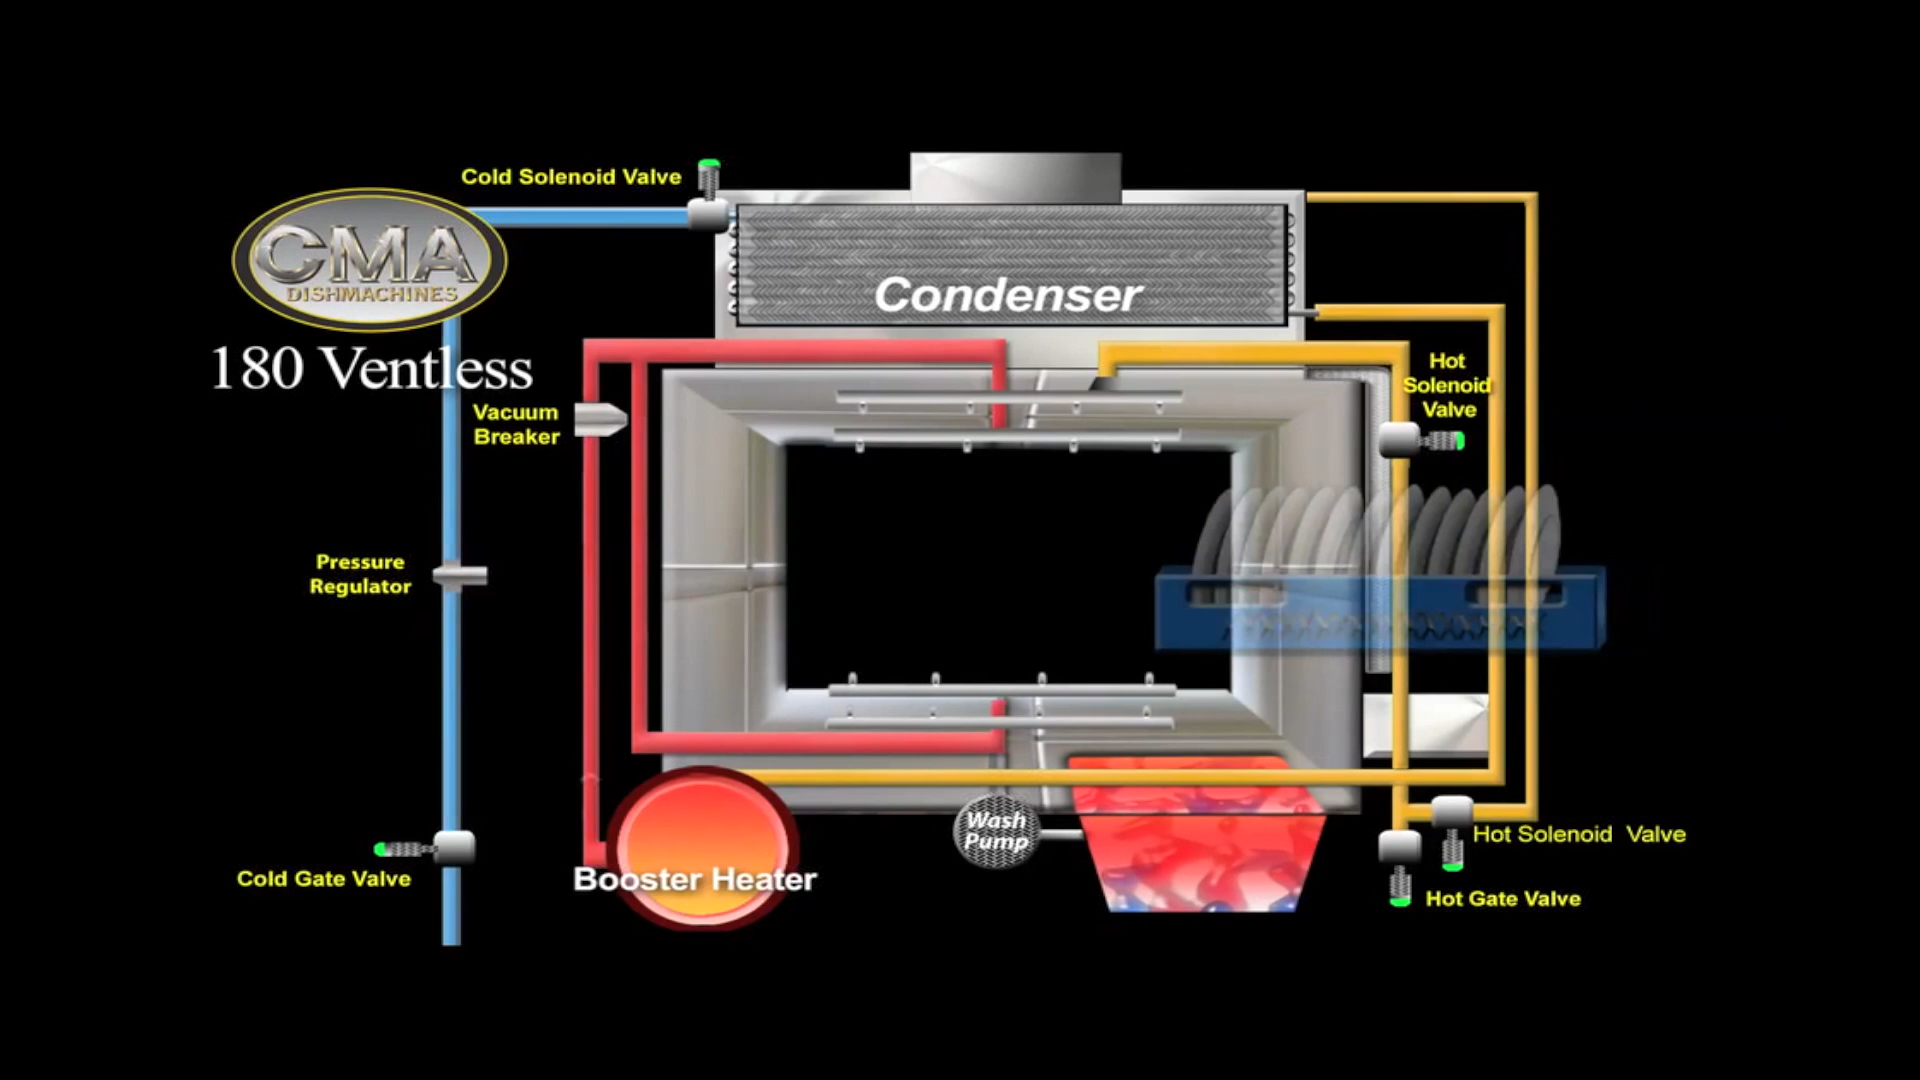 Cold Solenoid Valve
CMA
DISHMACHINES
180 Ventless
Condenser
Hot
Solenoid
Valve
Vacuum
Breaker
Pressure
Regulator
Wash
Pump
Hot Solenoid Valve
Cold Gate Valve
Booster Heater
Hot Gate Valve